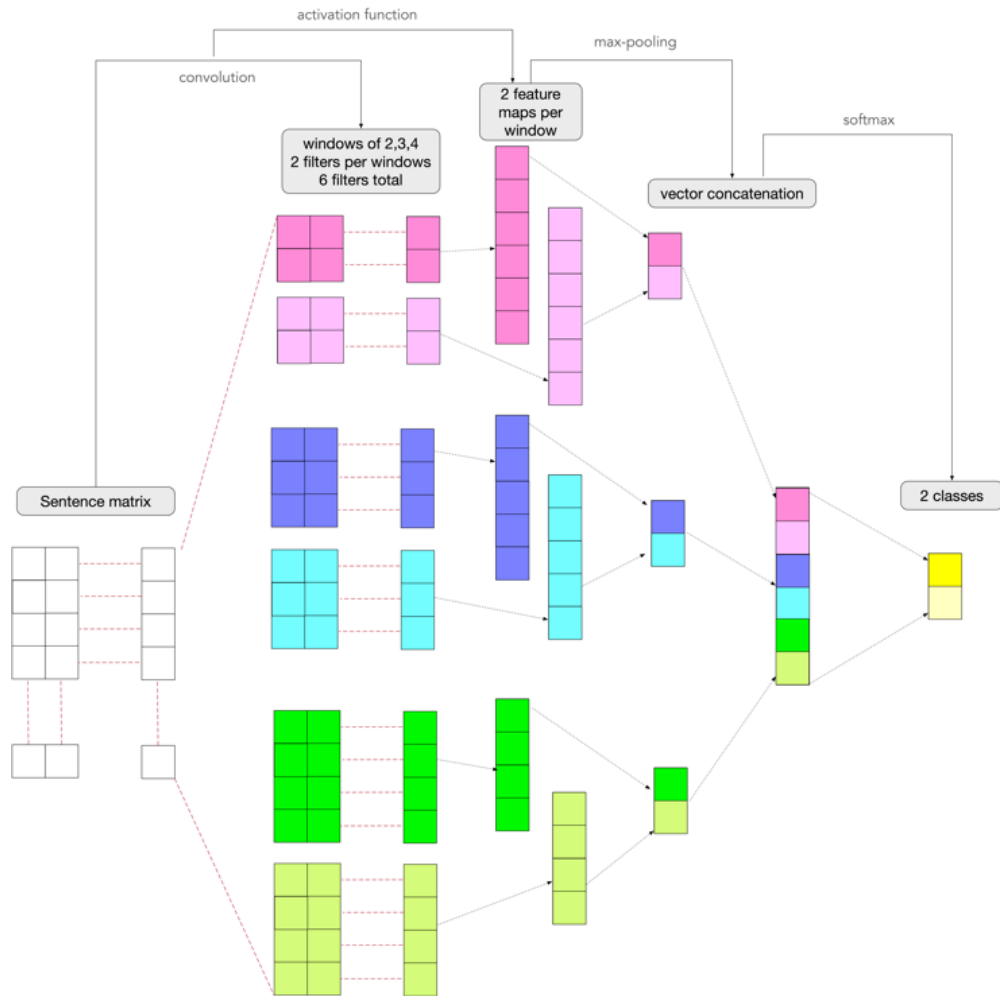 activation function
max-pooling
convolution
2 feature
maps per
window
softmax
windows of 2,3,4
2 filters per windows
6 filters total
vector concatenation
Sentence matrix
2 classes